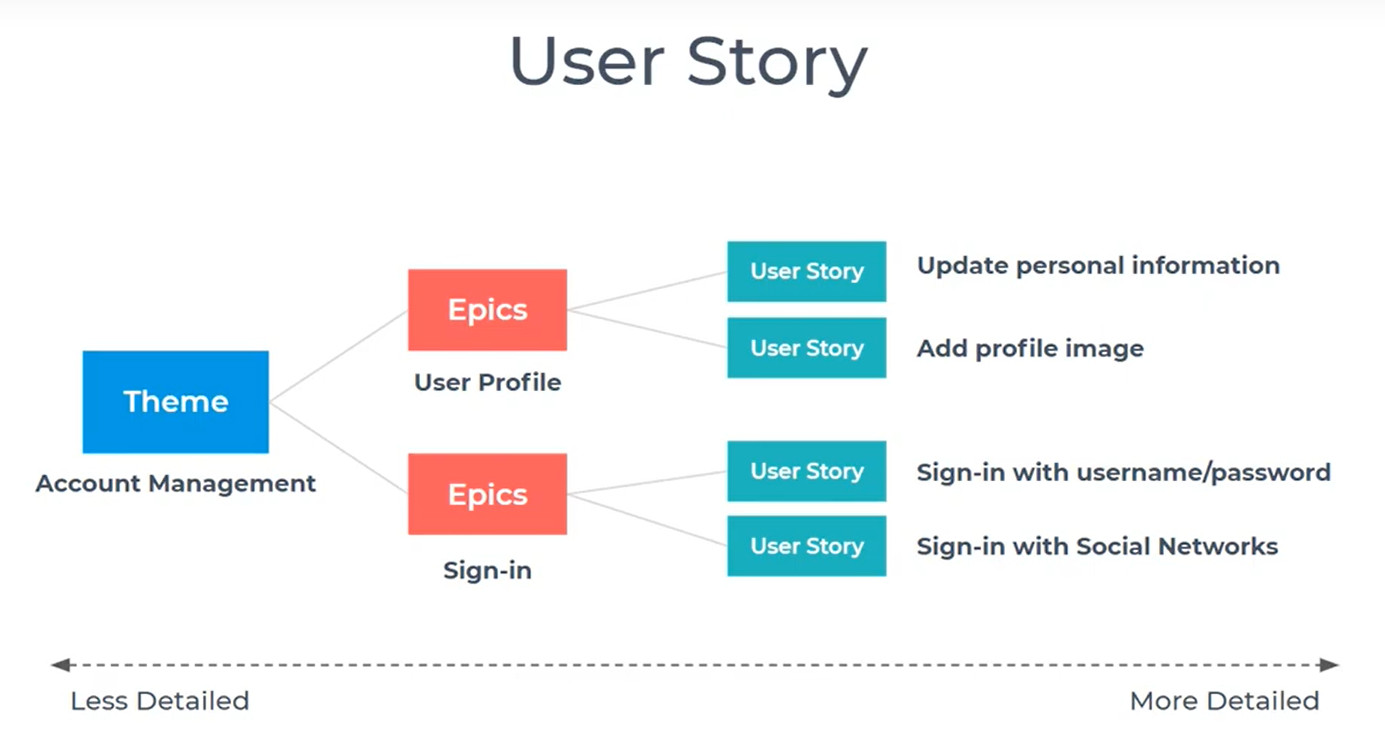 User Story
Theme
Account Management
Epics
User Profile
User Story
Update personal information
User Story
Add profile image
Epics
Sign-in
User Story
Sign-in with username/password
User Story
Sign-in with Social Networks
Less Detailed
More Detailed